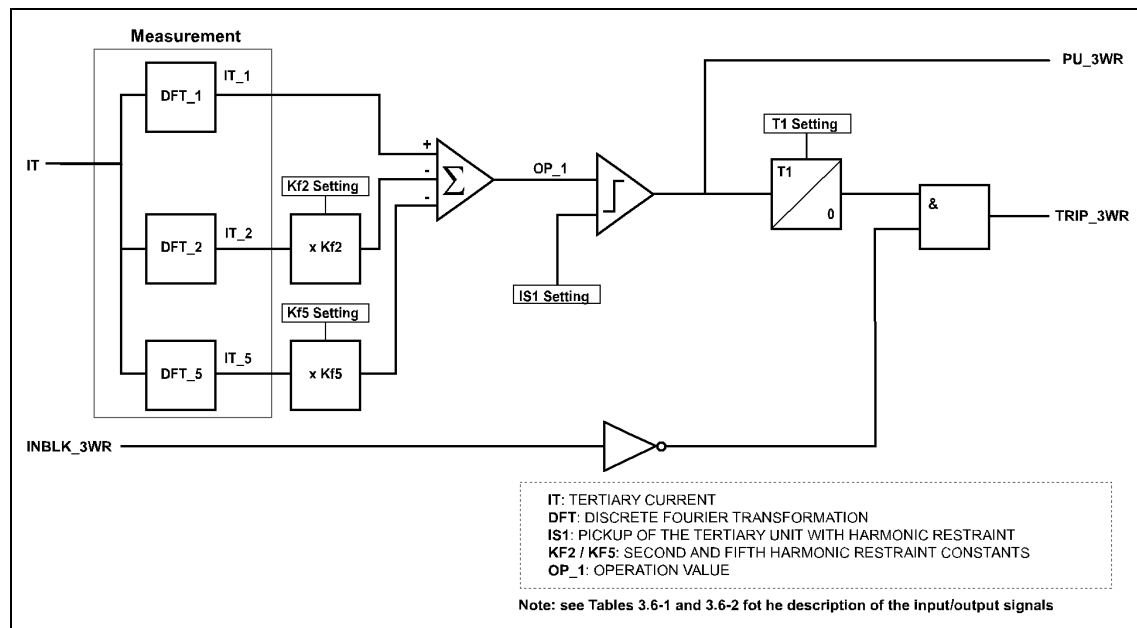 Measurement
IT_1
DFT_1
PU_3WR
T1 Setting
IT
+
-
-
Σ
OP_1
T1
0
&
TRIP_3WR
Kf2 Setting
IT_2
DFT_2
x Kf2
IS1 Setting
Kf5 Setting
IT_5
DFT_5
x Kf5
INBLK_3WR
IT: TERTIARY CURRENT
DFT: DISCRETE FOURIER TRANSFORMATION
IS1: PICKUP OF THE TERTIARY UNIT WITH HARMONIC RESTRAINT
KF2 / KF5: SECOND AND FIFTH HARMONIC RESTRAINT CONSTANTS
OP_1: OPERATION VALUE
Note: see Tables 3.6-1 and 3.6-2 fot he description of the input/output signals